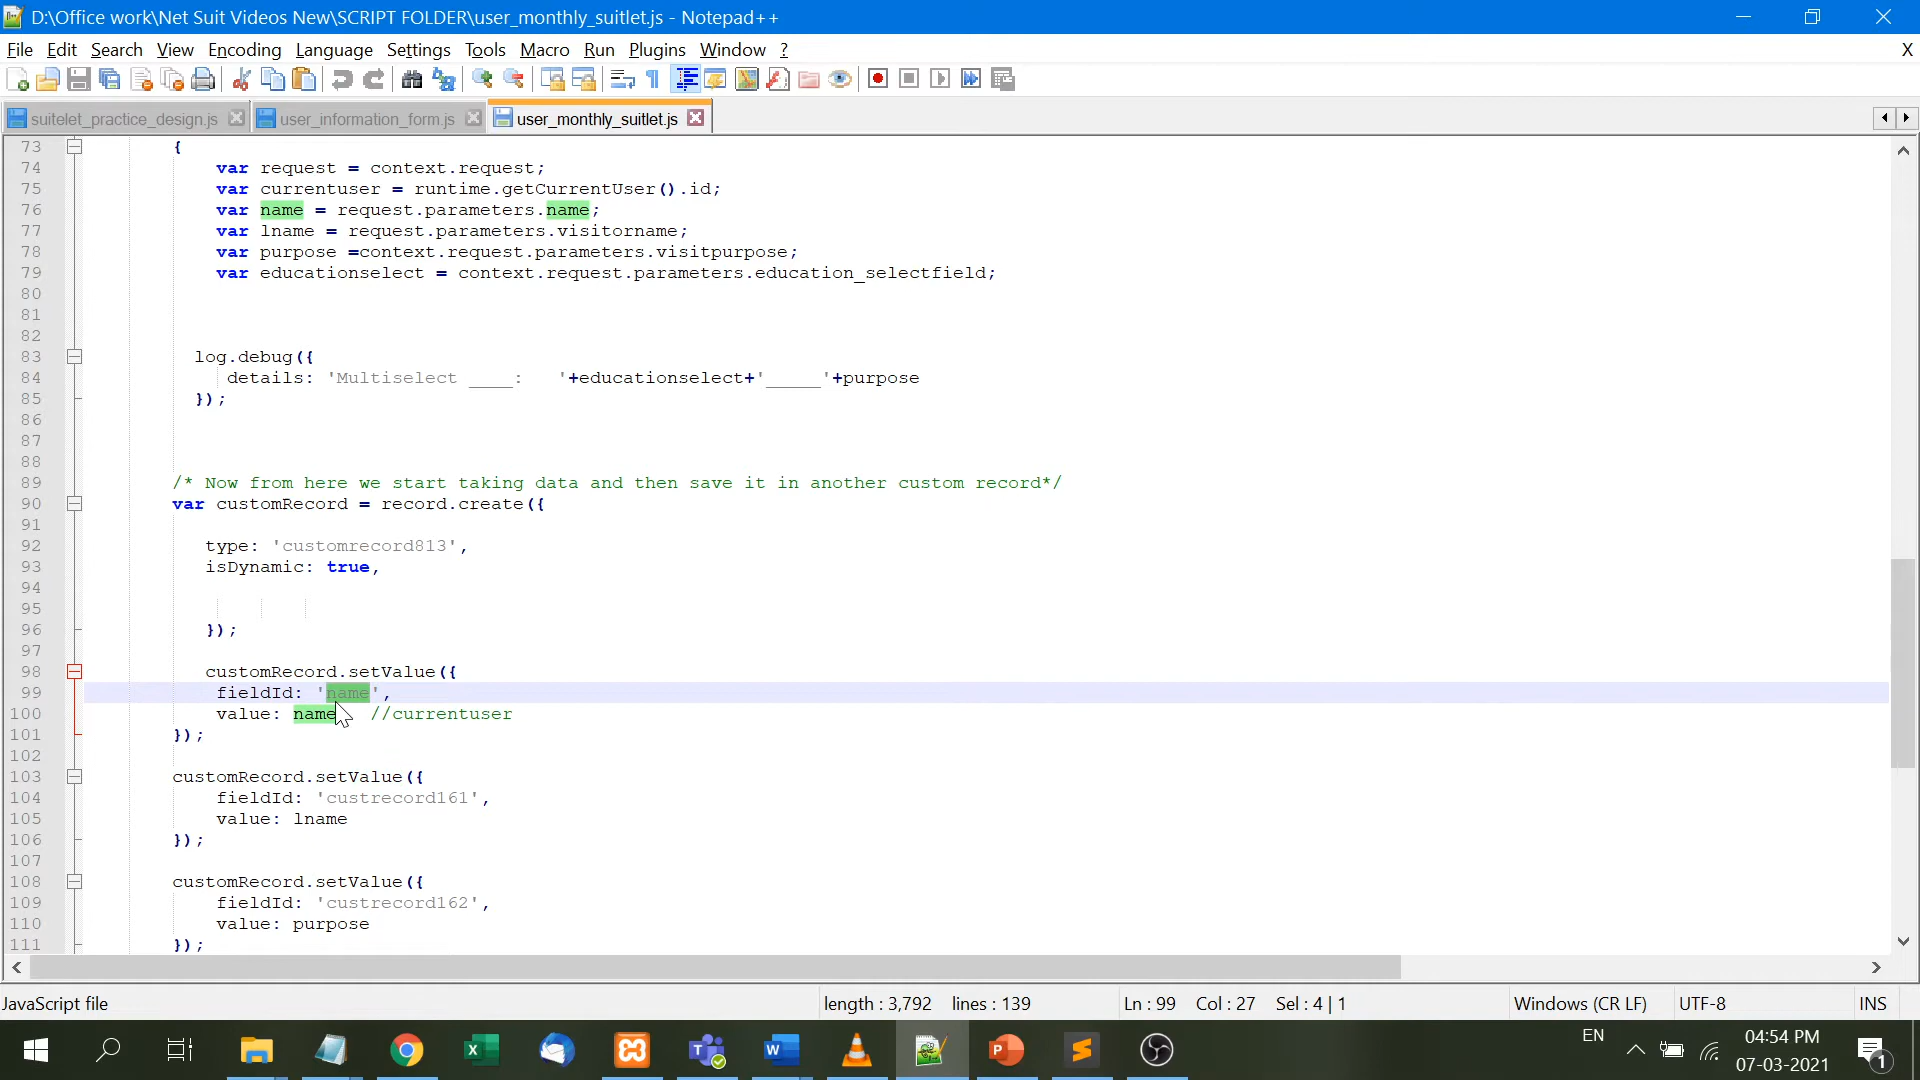 D:\Office work\Net Suit Videos New\SCRIPT FOLDER\user_monthly_suitlet.js - Notepad++
File Edit Search View Encoding Language Settings Tools Macro Run Plugins Window ? X
suitelet_practice_design.js user_information_form.js user_monthly_suitlet.js
73 {
74 var request = context.request;
75 var currentuser = runtime.getCurrentUser().id;
76 var name = request.parameters.name;
77 var lname = request.parameters.visitorname;
78 var purpose =context.request.parameters.visitpurpose;
79 var educationselect = context.request.parameters.education_selectfield;
80
81
82
83 log.debug({
84 details: 'Multiselect ____:   '+educationselect+'_____'+purpose
85 });
86
87
88
89 /* Now from here we start taking data and then save it in another custom record*/
90 var customRecord = record.create({
91
92 type: 'customrecord813',
93 isDynamic: true,
94
95
96 });
97
98 customRecord.setValue({
99 fieldId: 'name',
100 value: name   //currentuser
101 });
102
103 customRecord.setValue({
104 fieldId: 'custrecord161',
105 value: lname
106 });
107
108 customRecord.setValue({
109 fieldId: 'custrecord162',
110 value: purpose
111 });
JavaScript file length : 3,792 lines : 139 Ln : 99 Col : 27 Sel : 4 | 1 Windows (CR LF) UTF-8 INS
EN
04:54 PM
07-03-2021
1